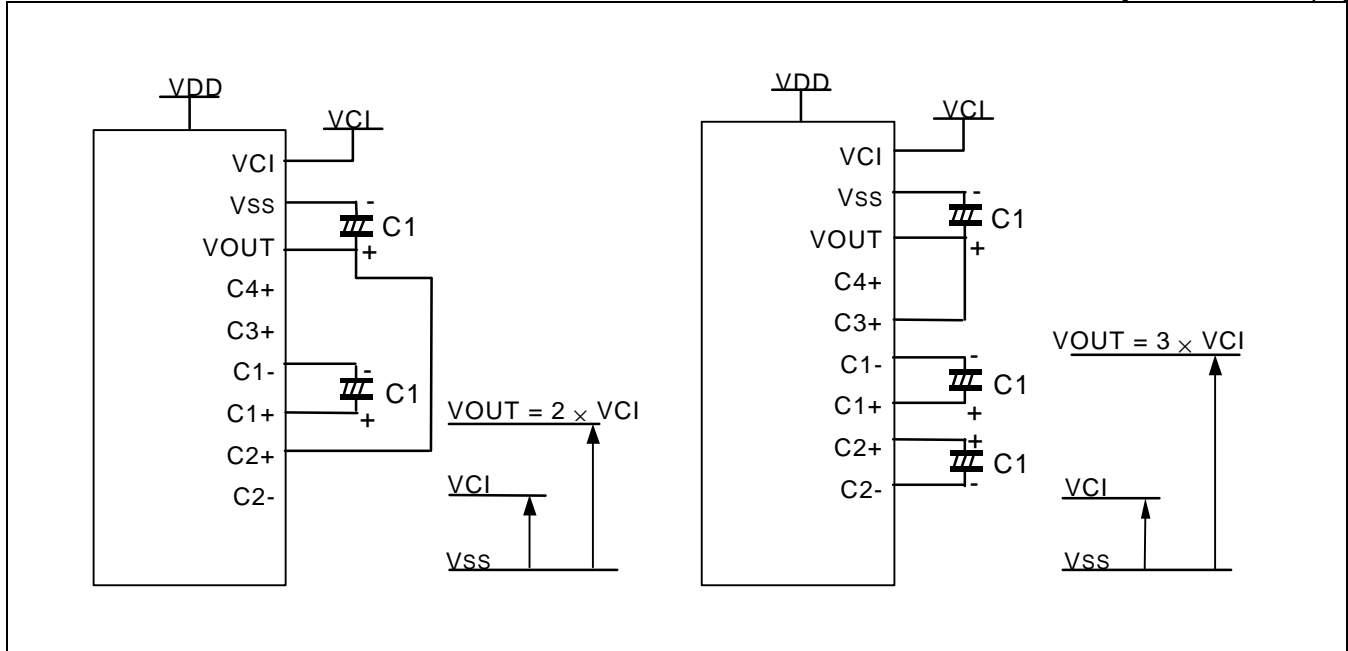 VDD
VCI
VCI
Vss
-
C1
VOUT
+
C4+
C3+
C1-
-
C1
C1+
+
C2+
C2-
VOUT = 2 × VCI
VCI
Vss
VDD
VCI
VCI
Vss
-
C1
VOUT
+
C4+
C3+
C1-
-
C1
C1+
+
C2+
+
C1
C2-
-
VOUT = 3 × VCI
VCI
Vss